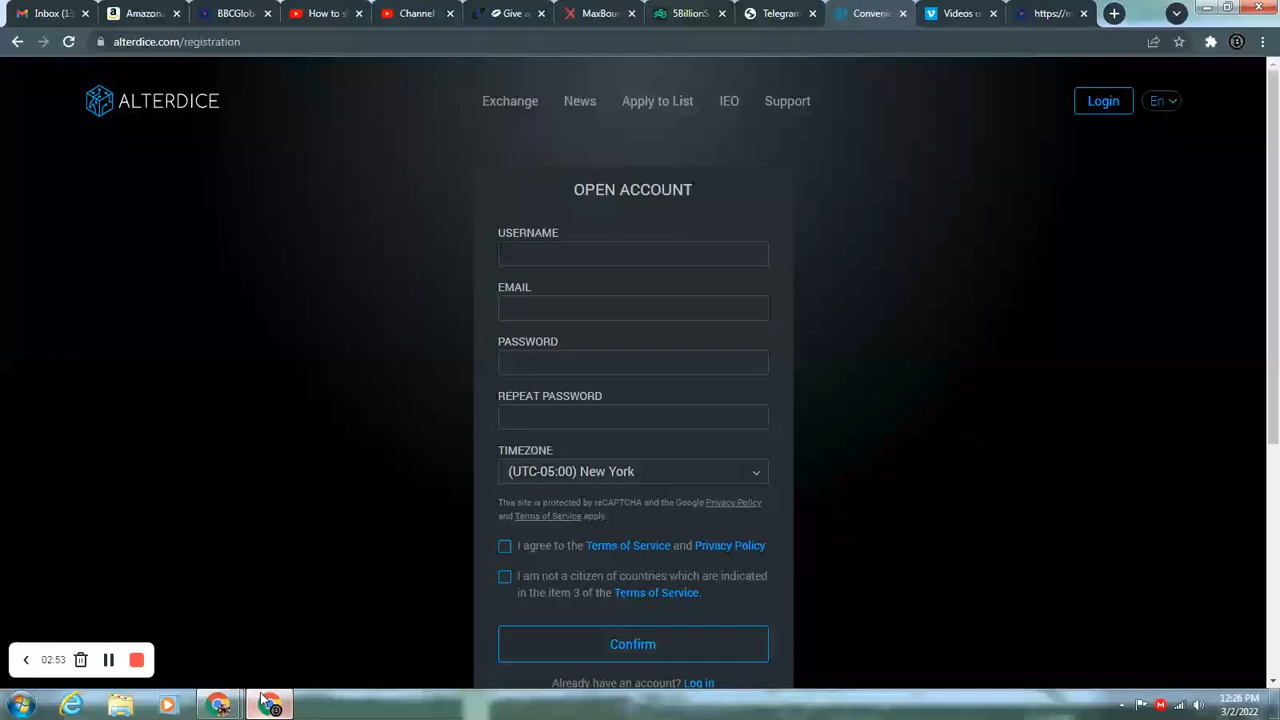 Inbox (13
Amazon.
BBCGlob
How to s
Channel
Give-
MaxBour
5Billion
Telegram
Conveni
Videos o
https://m
alterdice.com/registration
ALTERDICE
Exchange
News
Apply to List
IEO
Support
Login
En
OPEN ACCOUNT
USERNAME
EMAIL
PASSWORD
REPEAT PASSWORD
TIMEZONE
(UTC-05:00) New York
This site is protected by reCAPTCHA and the Google Privacy Policy
and Terms of Service apply.
I agree to the Terms of Service and Privacy Policy
I am not a citizen of countries which are indicated
in the item 3 of the Terms of Service.
Confirm
Already have an account? Log in
02:53
12:26 PM
3/2/2022